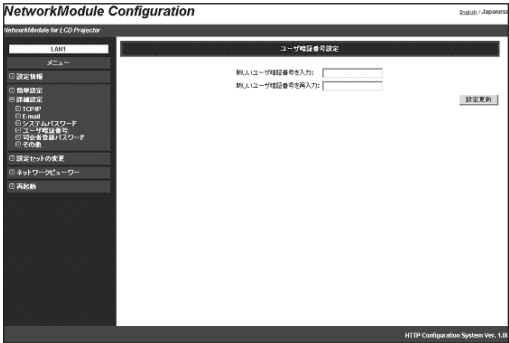 NetworkModule Configuration
English / Japanese
NetworkModule for LCD Projector
LAN1
メニュー
設定情報
簡単設定
詳細設定
TCP/IP
E-mail
システムパスワード
ユーザ暗証番号
司会者登録パスワード
その他
設定セットの変更
ネットワークビューワー
再起動
ユーザ暗証番号設定
新しいユーザ暗証番号を入力:
新しいユーザ暗証番号を再入力:
設定更新
HTTP Configuration System Ver. 1.0